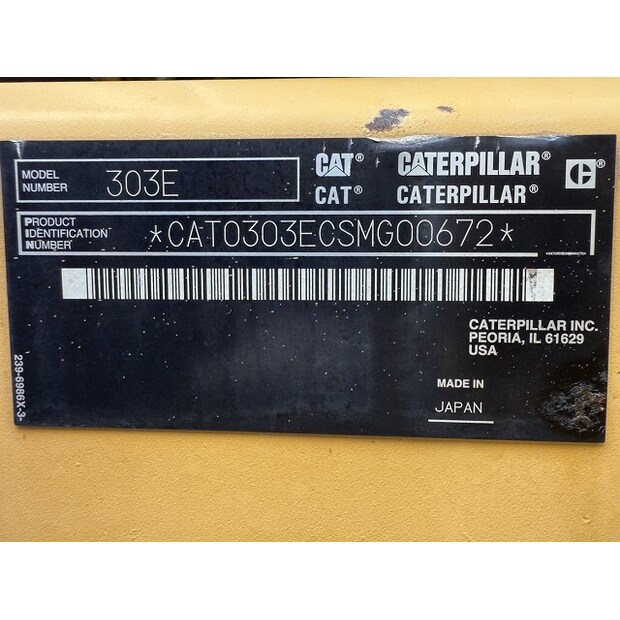 MODEL
NUMBER 303E
CAT® CATERPILLAR® C®
CAT® CATERPILLAR®
PRODUCT
IDENTIFICATION
NUMBER *CAT0303ECSMG00672*
CATERPILLAR INC.
PEORIA, IL 61629
USA
MADE IN
JAPAN
239-6986X-3-